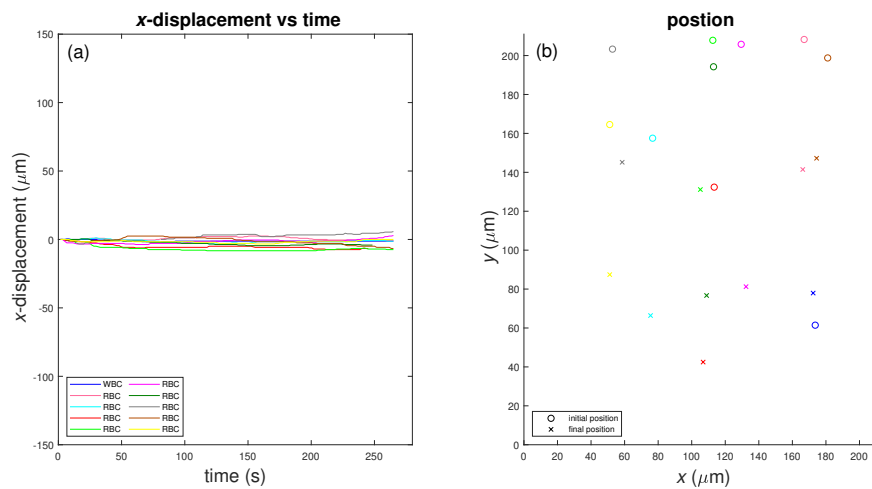 x-displacement vs time
(a)
x-displacement (μm)
150
100
50
0
-50
-100
-150
0
50
100
150
200
250
time (s)
WBC
RBC
RBC
RBC
RBC
RBC
RBC
RBC
RBC
RBC
postion
(b)
y (μm)
200
180
160
140
120
100
80
60
40
20
0
0
20
40
60
80
100
120
140
160
180
200
x (μm)
initial position
final position